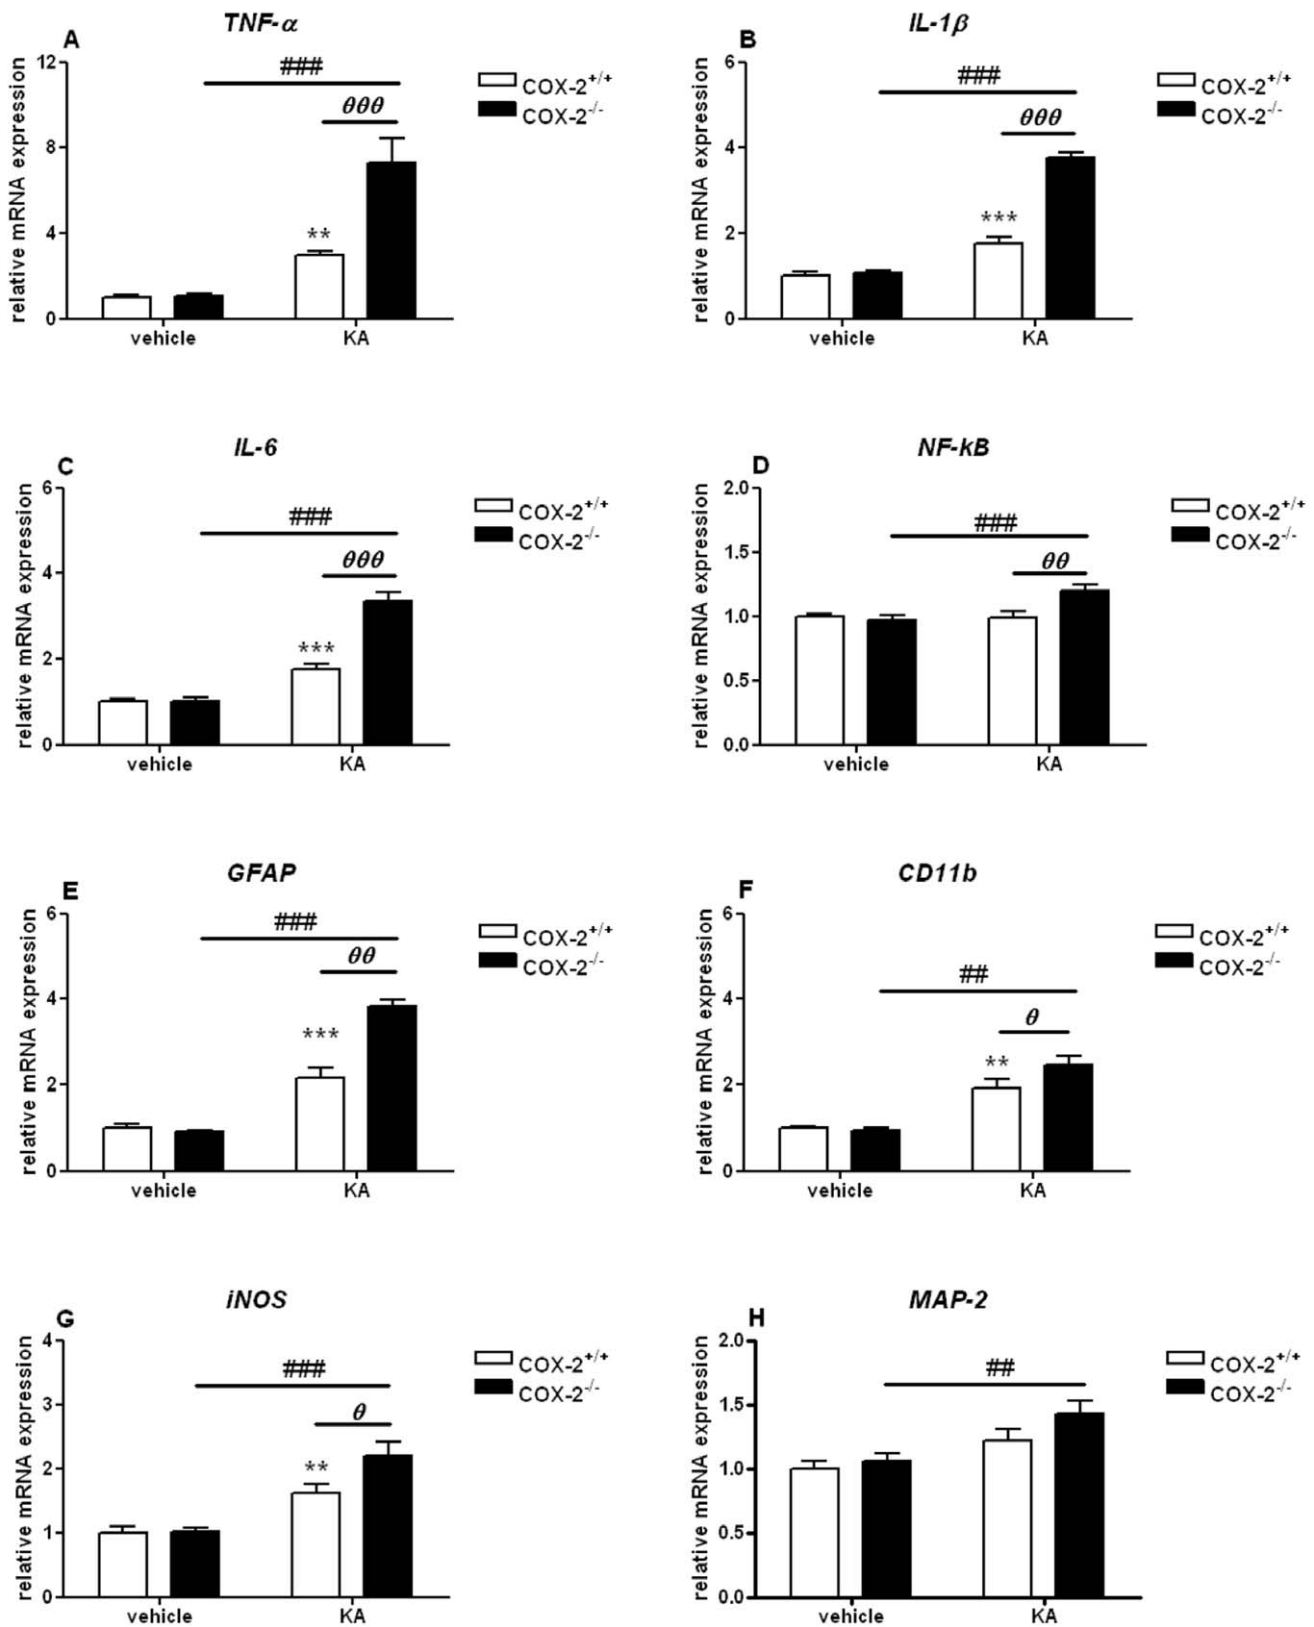 A
TNF-α
relative mRNA expression
12
8
4
0
###
θθθ
**
vehicle
KA
COX-2+/+
COX-2-/-
B
IL-1β
relative mRNA expression
6
4
2
0
###
θθθ
***
vehicle
KA
COX-2+/+
COX-2-/-
C
IL-6
relative mRNA expression
6
4
2
0
###
θθθ
***
vehicle
KA
COX-2+/+
COX-2-/-
D
NF-kB
relative mRNA expression
2.0
1.5
1.0
0.5
0.0
###
θθ
vehicle
KA
COX-2+/+
COX-2-/-
E
GFAP
relative mRNA expression
6
4
2
0
###
θθ
***
vehicle
KA
COX-2+/+
COX-2-/-
F
CD11b
relative mRNA expression
6
4
2
0
##
θ
**
vehicle
KA
COX-2+/+
COX-2-/-
G
iNOS
relative mRNA expression
4
3
2
1
0
###
θ
**
vehicle
KA
COX-2+/+
COX-2-/-
H
MAP-2
relative mRNA expression
2.0
1.5
1.0
0.5
0.0
##
vehicle
KA
COX-2+/+
COX-2-/-